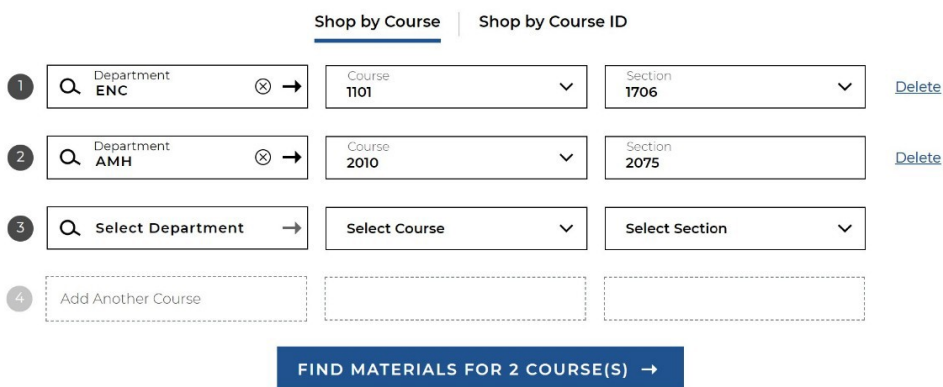 Shop by Course Shop by Course ID
1 Department ENC Course 1101 Section 1706 Delete
2 Department AMH Course 2010 Section 2075 Delete
3 Select Department Select Course Select Section
4 Add Another Course
FIND MATERIALS FOR 2 COURSE(S) →